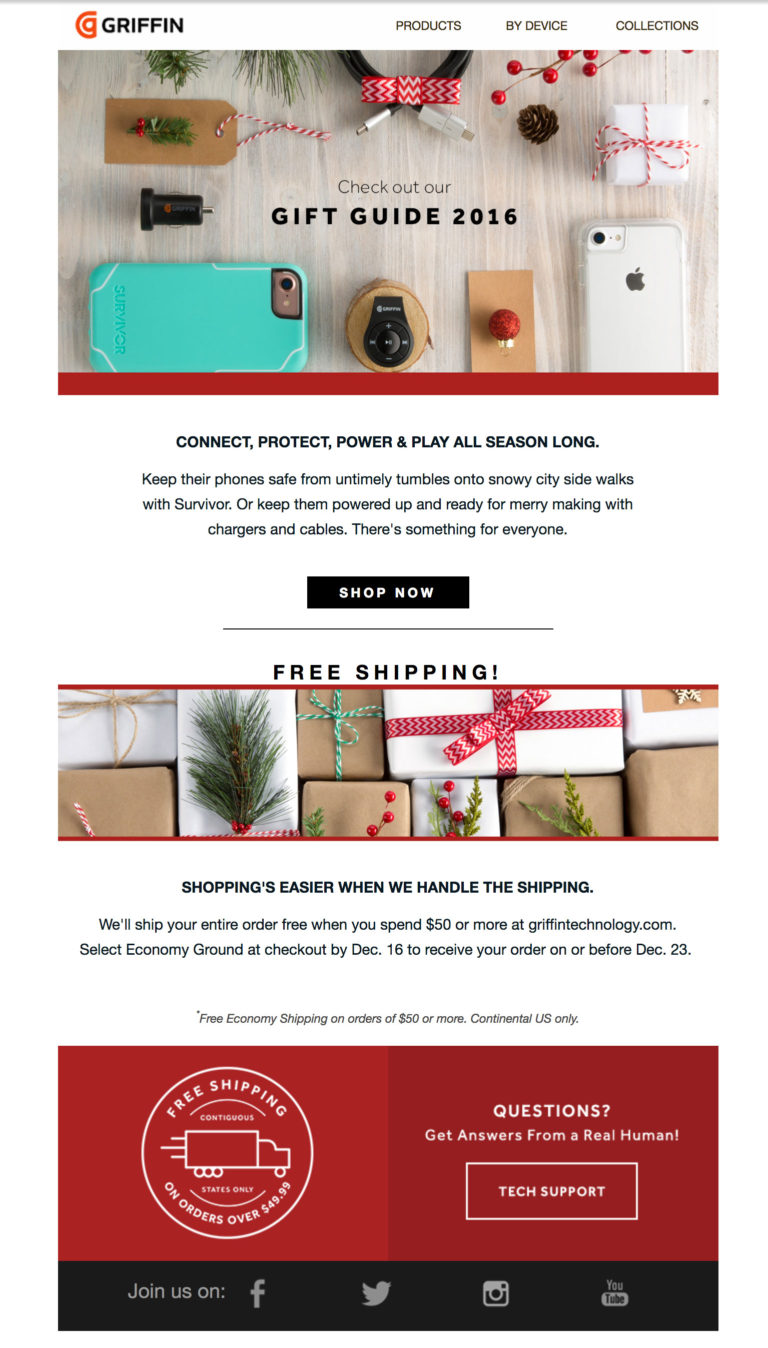 GRIFFIN
PRODUCTS BY DEVICE COLLECTIONS
Check out our
GIFT GUIDE 2016
GRIFFIN
SURVIVOR
GRIFFIN
CONNECT, PROTECT, POWER & PLAY ALL SEASON LONG.
Keep their phones safe from untimely tumbles onto snowy city side walks
with Survivor. Or keep them powered up and ready for merry making with
chargers and cables. There's something for everyone.
SHOP NOW
FREE SHIPPING!
SHOPPING'S EASIER WHEN WE HANDLE THE SHIPPING.
We'll ship your entire order free when you spend $50 or more at griffintechnology.com.
Select Economy Ground at checkout by Dec. 16 to receive your order on or before Dec. 23.
*Free Economy Shipping on orders of $50 or more. Continental US only.
FREE SHIPPING
CONTIGUOUS
STATES ONLY
ON ORDERS OVER $49.99
QUESTIONS?
Get Answers From a Real Human!
TECH SUPPORT
Join us on:
You
Tube